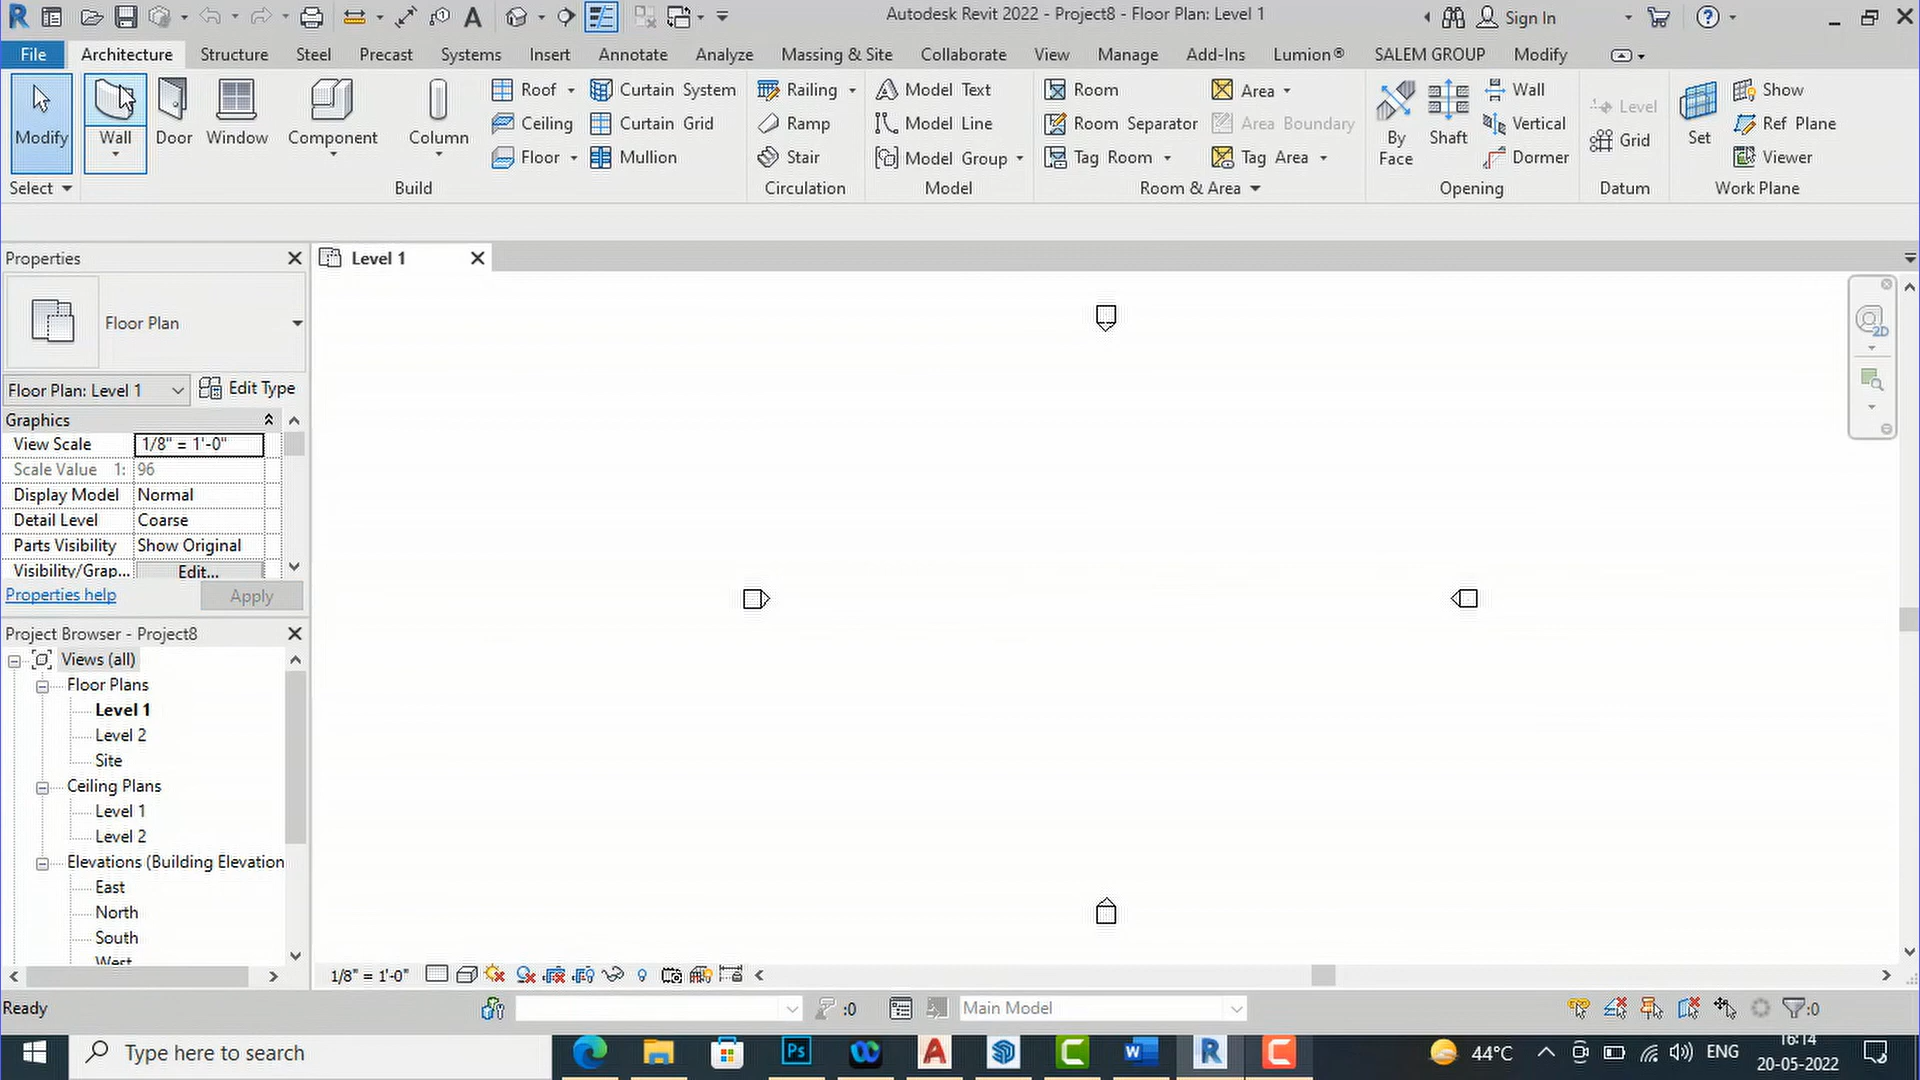 Autodesk Revit 2022 - Project8 - Floor Plan: Level 1
Sign In
File Architecture Structure Steel Precast Systems Insert Annotate Analyze Massing & Site Collaborate View Manage Add-Ins Lumion® SALEM GROUP Modify
Modify Wall Door Window Component Column
Roof Curtain System
Ceiling Curtain Grid
Floor Mullion
Railing
Ramp
Stair
Model Text
Model Line
Model Group
Room Area
Room Separator Area Boundary
Tag Room Tag Area
By Face Shaft
Wall
Vertical
Dormer
Level
Grid
Set
Show
Ref Plane
Viewer
Select Build Circulation Model Room & Area Opening Datum Work Plane
Properties
Level 1
Floor Plan
Floor Plan: Level 1 Edit Type
Graphics
View Scale 1/8" = 1'-0"
Scale Value 1: 96
Display Model Normal
Detail Level Coarse
Parts Visibility Show Original
Visibility/Grap... Edit...
Properties help Apply
Project Browser - Project8
Views (all)
Floor Plans
Level 1
Level 2
Site
Ceiling Plans
Level 1
Level 2
Elevations (Building Elevation
East
North
South
West
2D
1/8" = 1'-0"
Ready
:0
Main Model
:0
Type here to search
Ps
W
R
44°C
ENG
16:14
20-05-2022